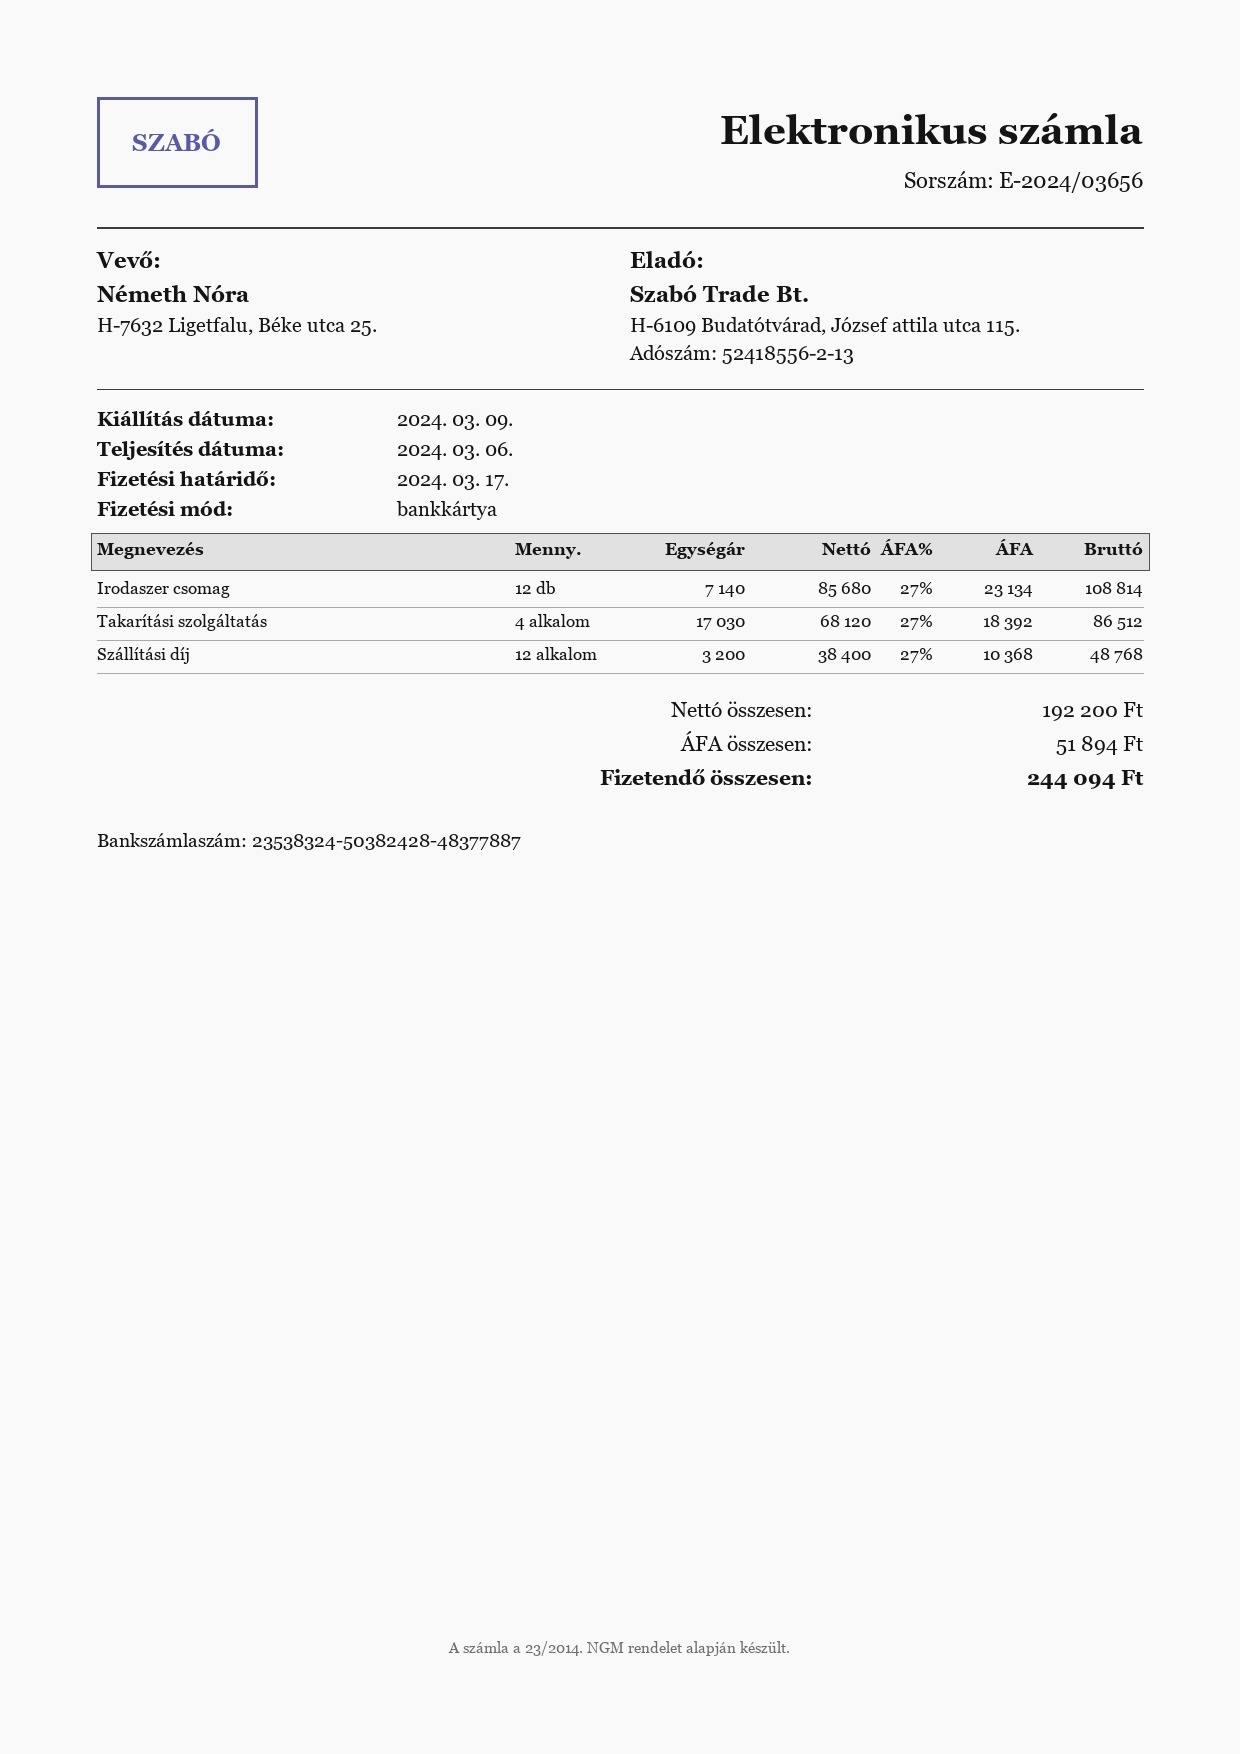 SZABÓ
Elektronikus számla
Sorszám: E-2024/03656
Vevő:
Németh Nóra
H-7632 Ligetfalu, Béke utca 25.
Eladó:
Szabó Trade Bt.
H-6109 Budatótvárad, József attila utca 115.
Adószám: 52418556-2-13
Kiállítás dátuma: 2024. 03. 09.
Teljesítés dátuma: 2024. 03. 06.
Fizetési határidő: 2024. 03. 17.
Fizetési mód: bankkártya
Megnevezés Menny. Egységár Nettó ÁFA% ÁFA Bruttó
Irodaszer csomag 12 db 7 140 85 680 27% 23 134 108 814
Takarítási szolgáltatás 4 alkalom 17 030 68 120 27% 18 392 86 512
Szállítási díj 12 alkalom 3 200 38 400 27% 10 368 48 768
Nettó összesen: 192 200 Ft
ÁFA összesen: 51 894 Ft
Fizetendő összesen: 244 094 Ft
Bankszámlaszám: 23538324-50382428-48377887
A számla a 23/2014. NGM rendelet alapján készült.